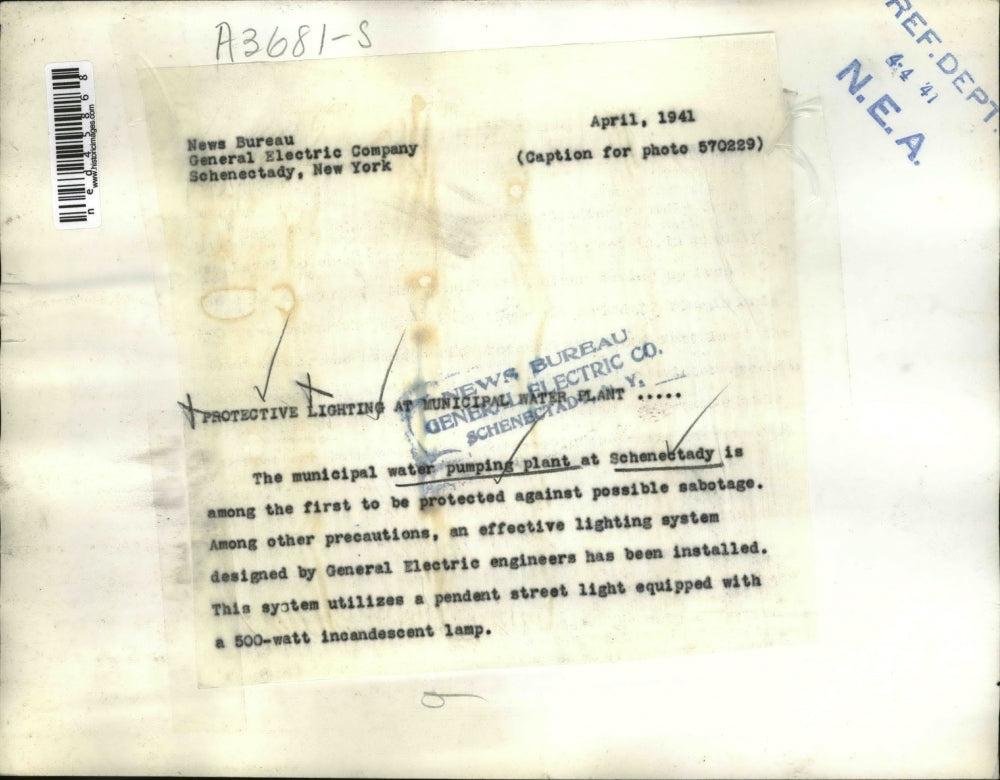 A3681-S
REF. DEPT.
4-4 '41
N.E.A.
www.historicimages.com
April, 1941
News Bureau
General Electric Company
Schenectady, New York
(Caption for photo 570229)
NEWS BUREAU
GENERAL ELECTRIC CO.
SCHENECTADY, N. Y.
PROTECTIVE LIGHTING AT MUNICIPAL WATER PLANT .....
The municipal water pumping plant at Schenectady is
among the first to be protected against possible sabotage.
Among other precautions, an effective lighting system
designed by General Electric engineers has been installed.
This system utilizes a pendent street light equipped with
a 500-watt incandescent lamp.